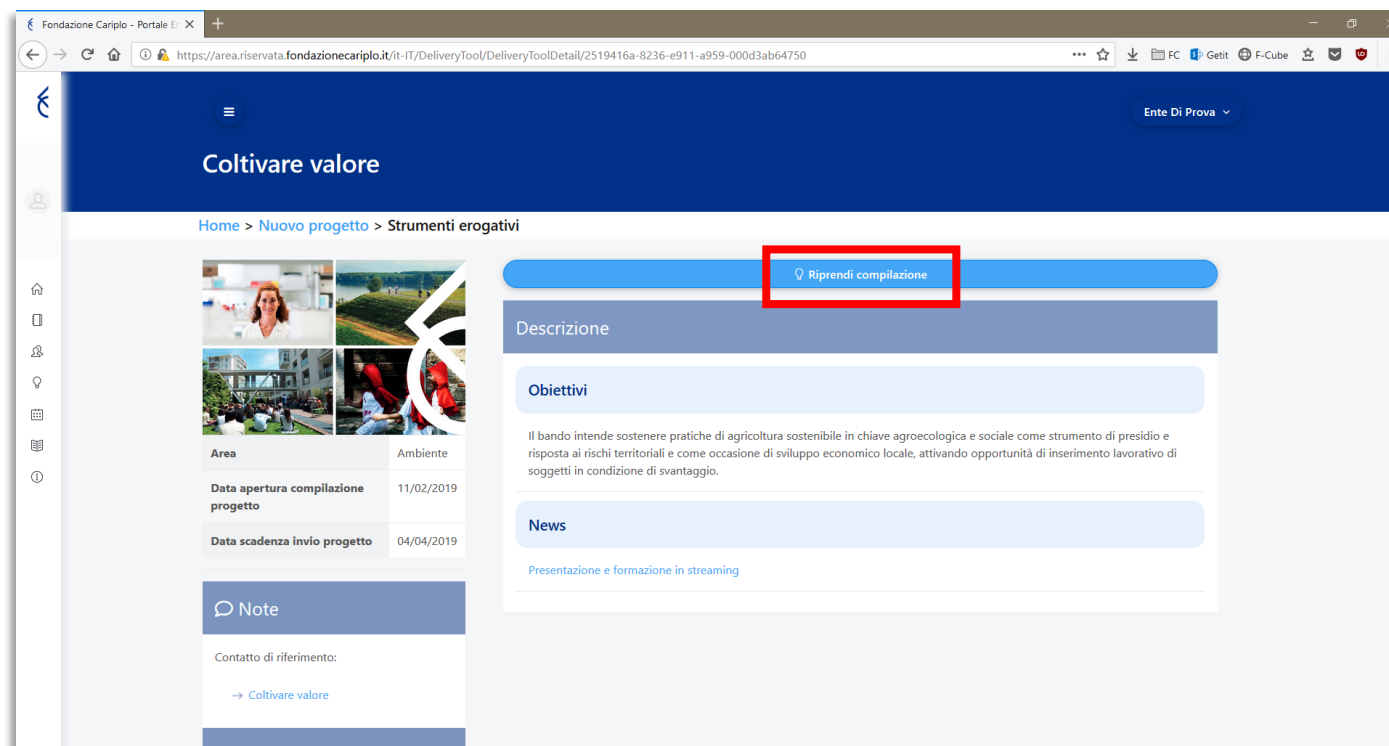 Fondazione Cariplo - Portale En
https://area.riservata.fondazionecariplo.it/it-IT/DeliveryTool/DeliveryToolDetail/2519416a-8236-e911-a959-000d3ab64750
FC
Getit
F-Cube
Ente Di Prova
Coltivare valore
Home > Nuovo progetto > Strumenti erogativi
Riprendi compilazione
Descrizione
Obiettivi
Il bando intende sostenere pratiche di agricoltura sostenibile in chiave agroecologica e sociale come strumento di presidio e
risposta ai rischi territoriali e come occasione di sviluppo economico locale, attivando opportunità di inserimento lavorativo di
soggetti in condizione di svantaggio.
News
Presentazione e formazione in streaming
Area Ambiente
Data apertura compilazione 11/02/2019
progetto
Data scadenza invio progetto 04/04/2019
Note
Contatto di riferimento:
→ Coltivare valore